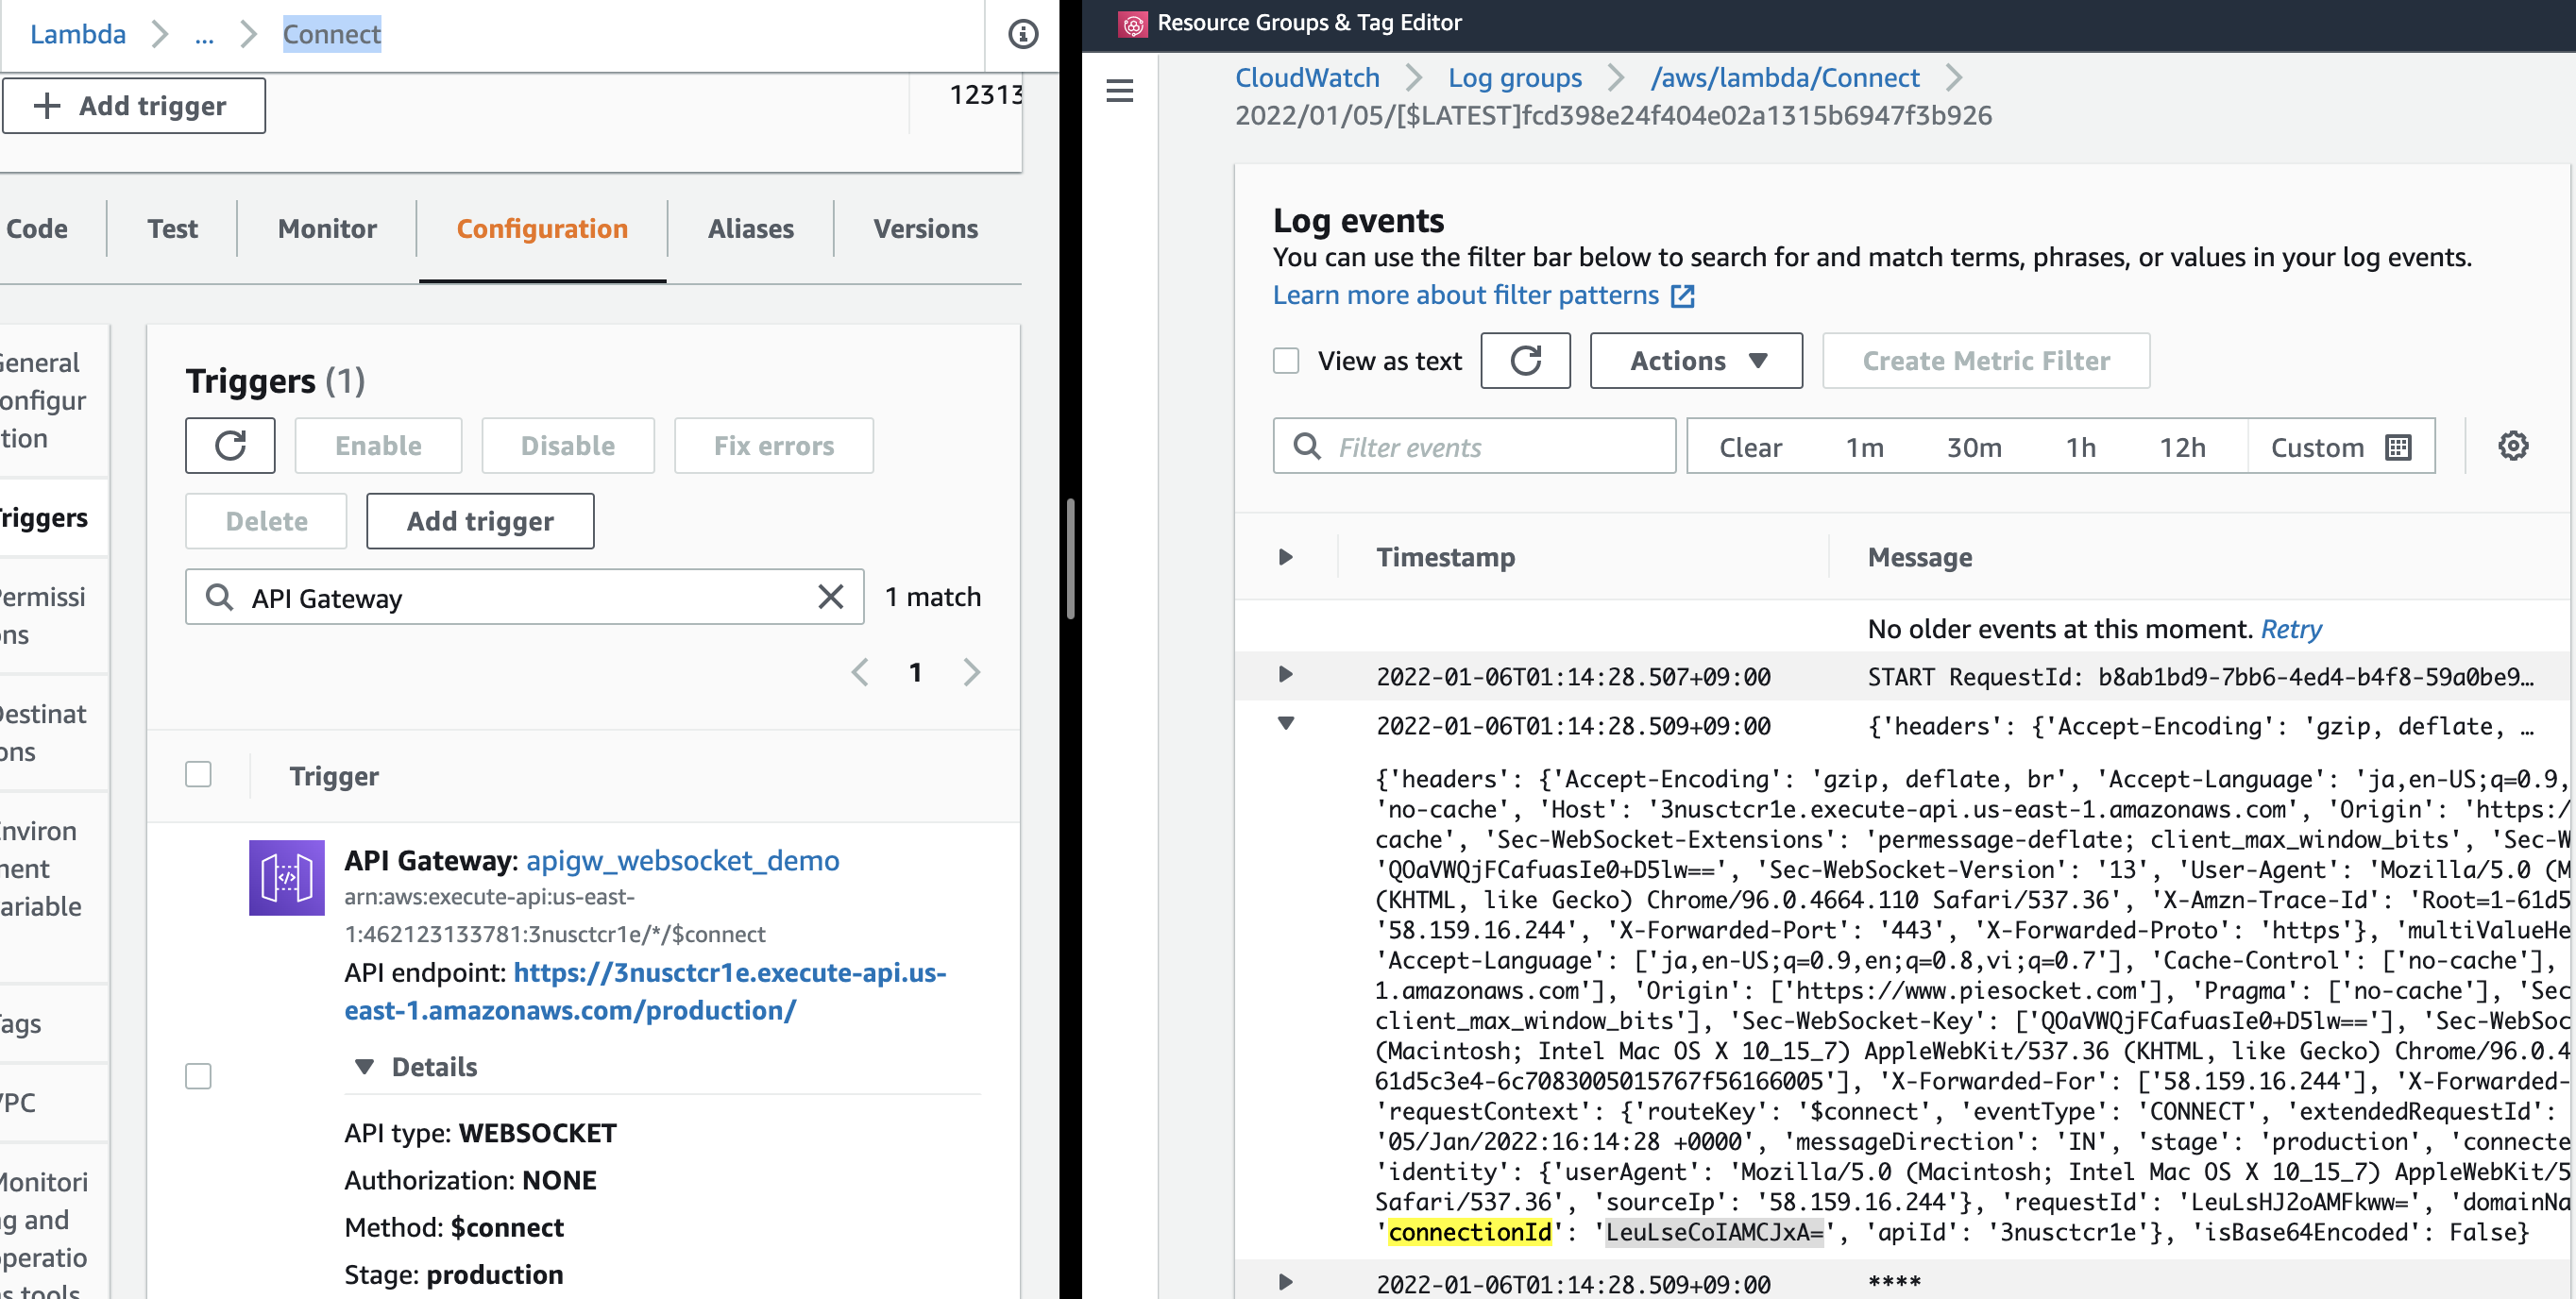 Lambda > ... > Connect
+ Add trigger
12313
Code
Test
Monitor
Configuration
Aliases
Versions
General
onfigur
tion
Triggers
Permissi
ons
Destinat
ons
Environ
ment
ariable
Tags
VPC
Monitori
g and
operatio
s tools
Triggers (1)
Enable
Disable
Fix errors
Delete
Add trigger
API Gateway
1 match
1
Trigger
API Gateway: apigw_websocket_demo
arn:aws:execute-api:us-east-
1:462123133781:3nusctcr1e/*/$connect
API endpoint: https://3nusctcr1e.execute-api.us-
east-1.amazonaws.com/production/
Details
API type: WEBSOCKET
Authorization: NONE
Method: $connect
Stage: production
Resource Groups & Tag Editor
CloudWatch > Log groups > /aws/lambda/Connect >
2022/01/05/[$LATEST]fcd398e24f404e02a1315b6947f3b926
Log events
You can use the filter bar below to search for and match terms, phrases, or values in your log events.
Learn more about filter patterns
View as text
Actions
Create Metric Filter
Filter events
Clear
1m
30m
1h
12h
Custom
Timestamp
Message
No older events at this moment. Retry
2022-01-06T01:14:28.507+09:00 START RequestId: b8ab1bd9-7bb6-4ed4-b4f8-59a0be9…
2022-01-06T01:14:28.509+09:00 {'headers': {'Accept-Encoding': 'gzip, deflate, …
{'headers': {'Accept-Encoding': 'gzip, deflate, br', 'Accept-Language': 'ja,en-US;q=0.9,
'no-cache', 'Host': '3nusctcr1e.execute-api.us-east-1.amazonaws.com', 'Origin': 'https:/
cache', 'Sec-WebSocket-Extensions': 'permessage-deflate; client_max_window_bits', 'Sec-W
'QOaVWQjFCafuasIe0+D5lw==', 'Sec-WebSocket-Version': '13', 'User-Agent': 'Mozilla/5.0 (M
(KHTML, like Gecko) Chrome/96.0.4664.110 Safari/537.36', 'X-Amzn-Trace-Id': 'Root=1-61d5
'58.159.16.244', 'X-Forwarded-Port': '443', 'X-Forwarded-Proto': 'https'}, 'multiValueHe
'Accept-Language': ['ja,en-US;q=0.9,en;q=0.8,vi;q=0.7'], 'Cache-Control': ['no-cache'],
1.amazonaws.com'], 'Origin': ['https://www.piesocket.com'], 'Pragma': ['no-cache'], 'Sec
client_max_window_bits'], 'Sec-WebSocket-Key': ['QOaVWQjFCafuasIe0+D5lw=='], 'Sec-WebSoc
(Macintosh; Intel Mac OS X 10_15_7) AppleWebKit/537.36 (KHTML, like Gecko) Chrome/96.0.4
61d5c3e4-6c7083005015767f56166005'], 'X-Forwarded-For': ['58.159.16.244'], 'X-Forwarded-
'requestContext': {'routeKey': '$connect', 'eventType': 'CONNECT', 'extendedRequestId':
'05/Jan/2022:16:14:28 +0000', 'messageDirection': 'IN', 'stage': 'production', 'connecte
'identity': {'userAgent': 'Mozilla/5.0 (Macintosh; Intel Mac OS X 10_15_7) AppleWebKit/5
Safari/537.36', 'sourceIp': '58.159.16.244'}, 'requestId': 'LeuLsHJ2oAMFkww=', 'domainNa
'connectionId': 'LeuLseCoIAMCJxA=', 'apiId': '3nusctcr1e'}, 'isBase64Encoded': False}
2022-01-06T01:14:28.509+09:00 ****